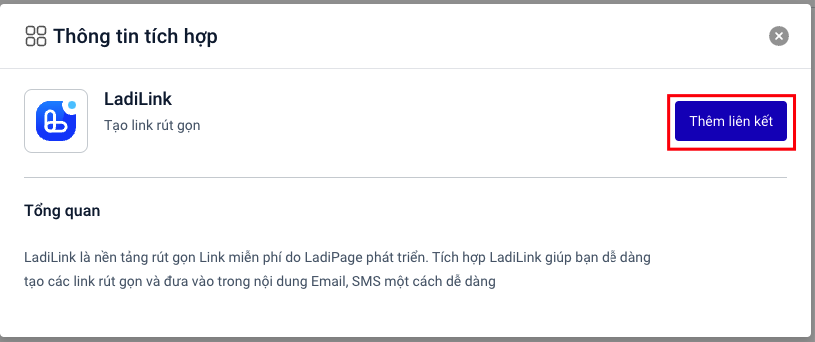 Thông tin tích hợp
LadiLink
Tạo link rút gọn
Thêm liên kết
Tổng quan
LadiLink là nền tảng rút gọn Link miễn phí do LadiPage phát triển. Tích hợp LadiLink giúp bạn dễ dàng
tạo các link rút gọn và đưa vào trong nội dung Email, SMS một cách dễ dàng